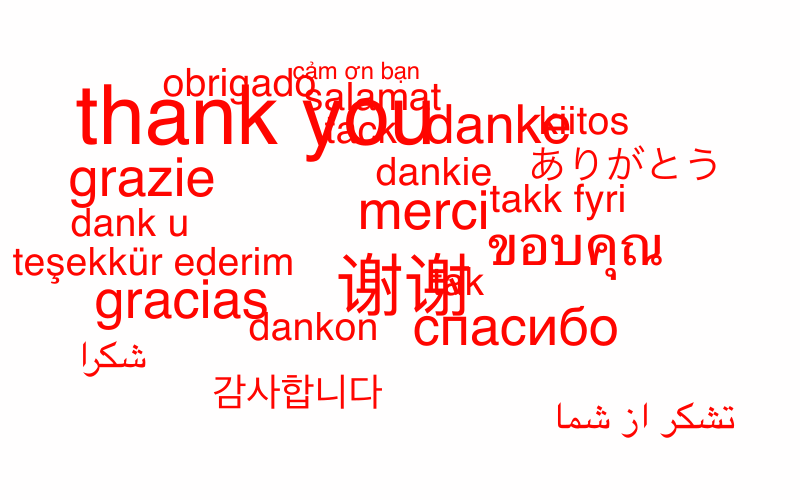 cảm ơn bạn
obrigado
salamat
thank you
tack
danke
kiitos
ありがとう
dankie
grazie
takk fyri
merci
dank u
ขอบคุณ
teşekkür ederim
谢谢
tak
gracias
dankon
спасибо
شكرا
감사합니다
تشکر از شما